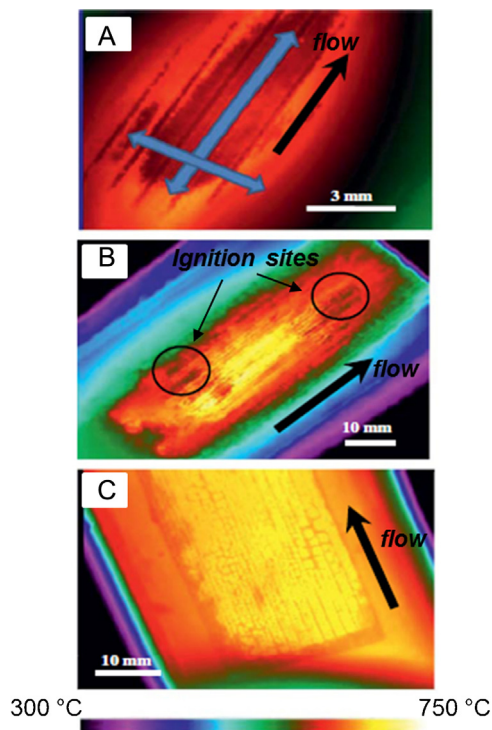 A
flow
3 mm
B
Ignition sites
flow
10 mm
C
flow
10 mm
300 °C
750 °C